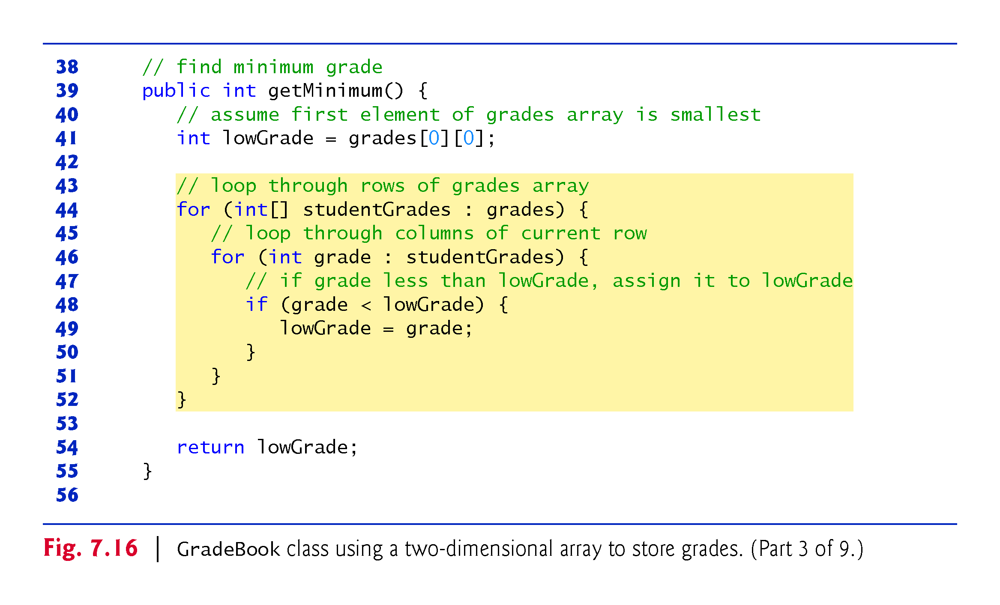 38 // find minimum grade
39 public int getMinimum() {
40 // assume first element of grades array is smallest
41 int lowGrade = grades[0][0];
42
43 // loop through rows of grades array
44 for (int[] studentGrades : grades) {
45 // loop through columns of current row
46 for (int grade : studentGrades) {
47 // if grade less than lowGrade, assign it to lowGrade
48 if (grade < lowGrade) {
49 lowGrade = grade;
50 }
51 }
52 }
53
54 return lowGrade;
55 }
56
Fig. 7.16 | GradeBook class using a two-dimensional array to store grades. (Part 3 of 9.)